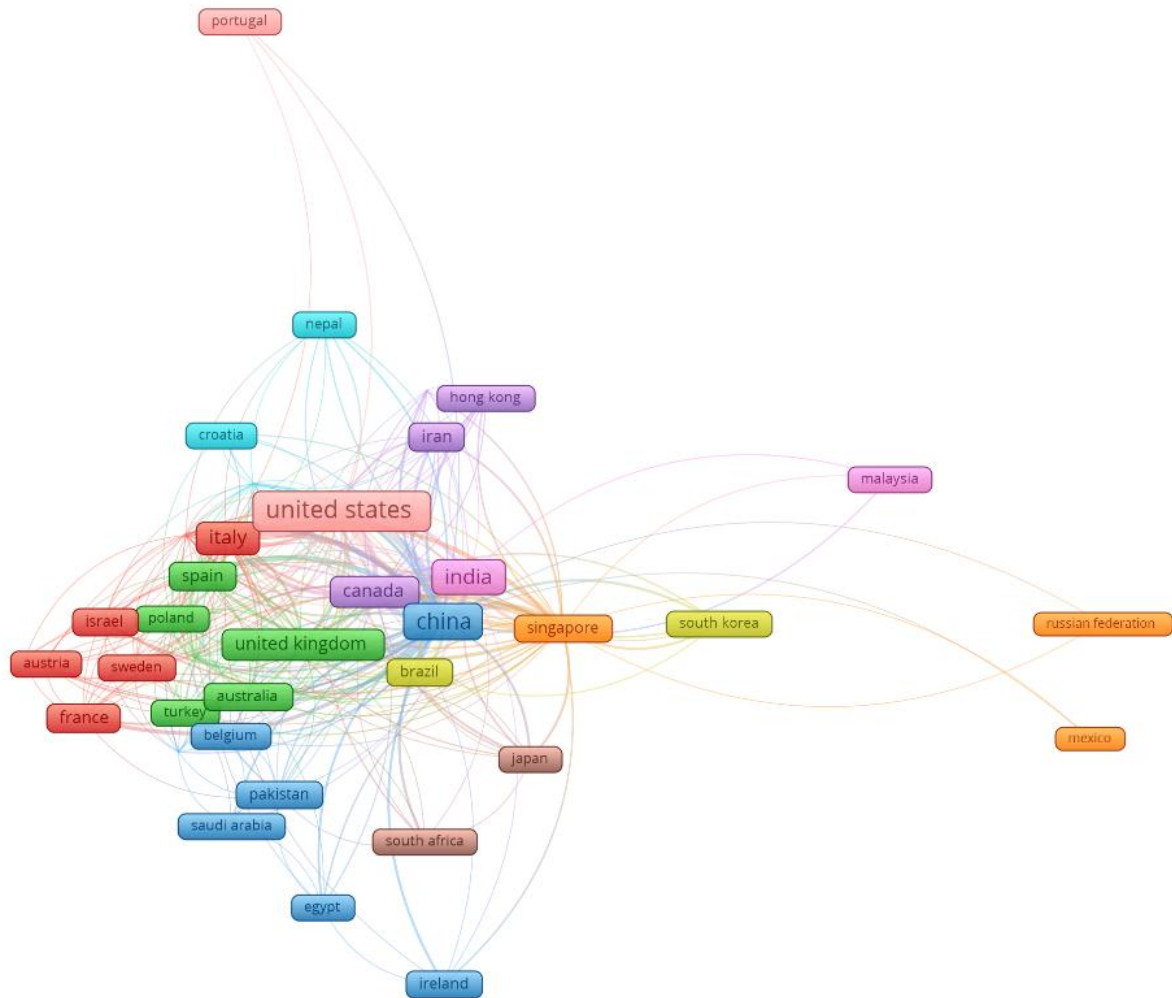 portugal
nepal
hong kong
croatia
iran
malaysia
united states
italy
spain
india
canada
poland
israel
china
singapore
south korea
russian federation
united kingdom
austria
sweden
brazil
australia
turkey
france
belgium
mexico
japan
pakistan
saudi arabia
south africa
egypt
ireland